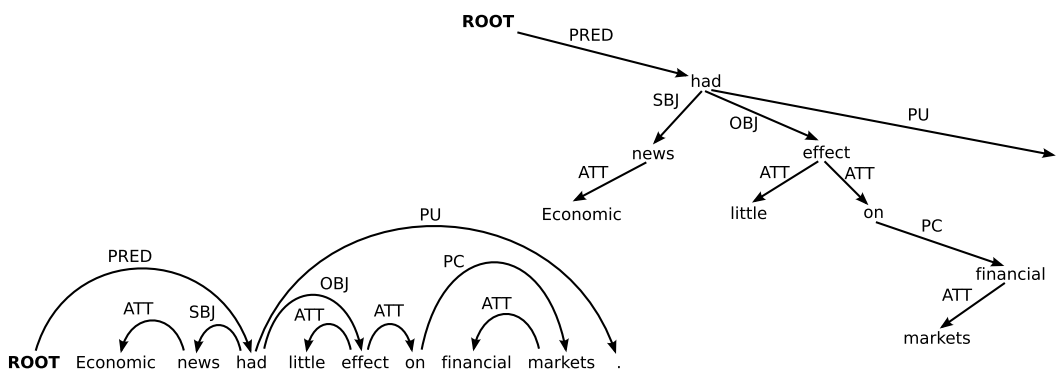 ROOT
PRED
had
SBJ
OBJ
PU
news
effect
ATT
ATT
ATT
Economic
little
on
PC
financial
ATT
markets
PU
PRED
PC
OBJ
ATT
SBJ
ATT
ATT
ATT
ROOT Economic news had little effect on financial markets .